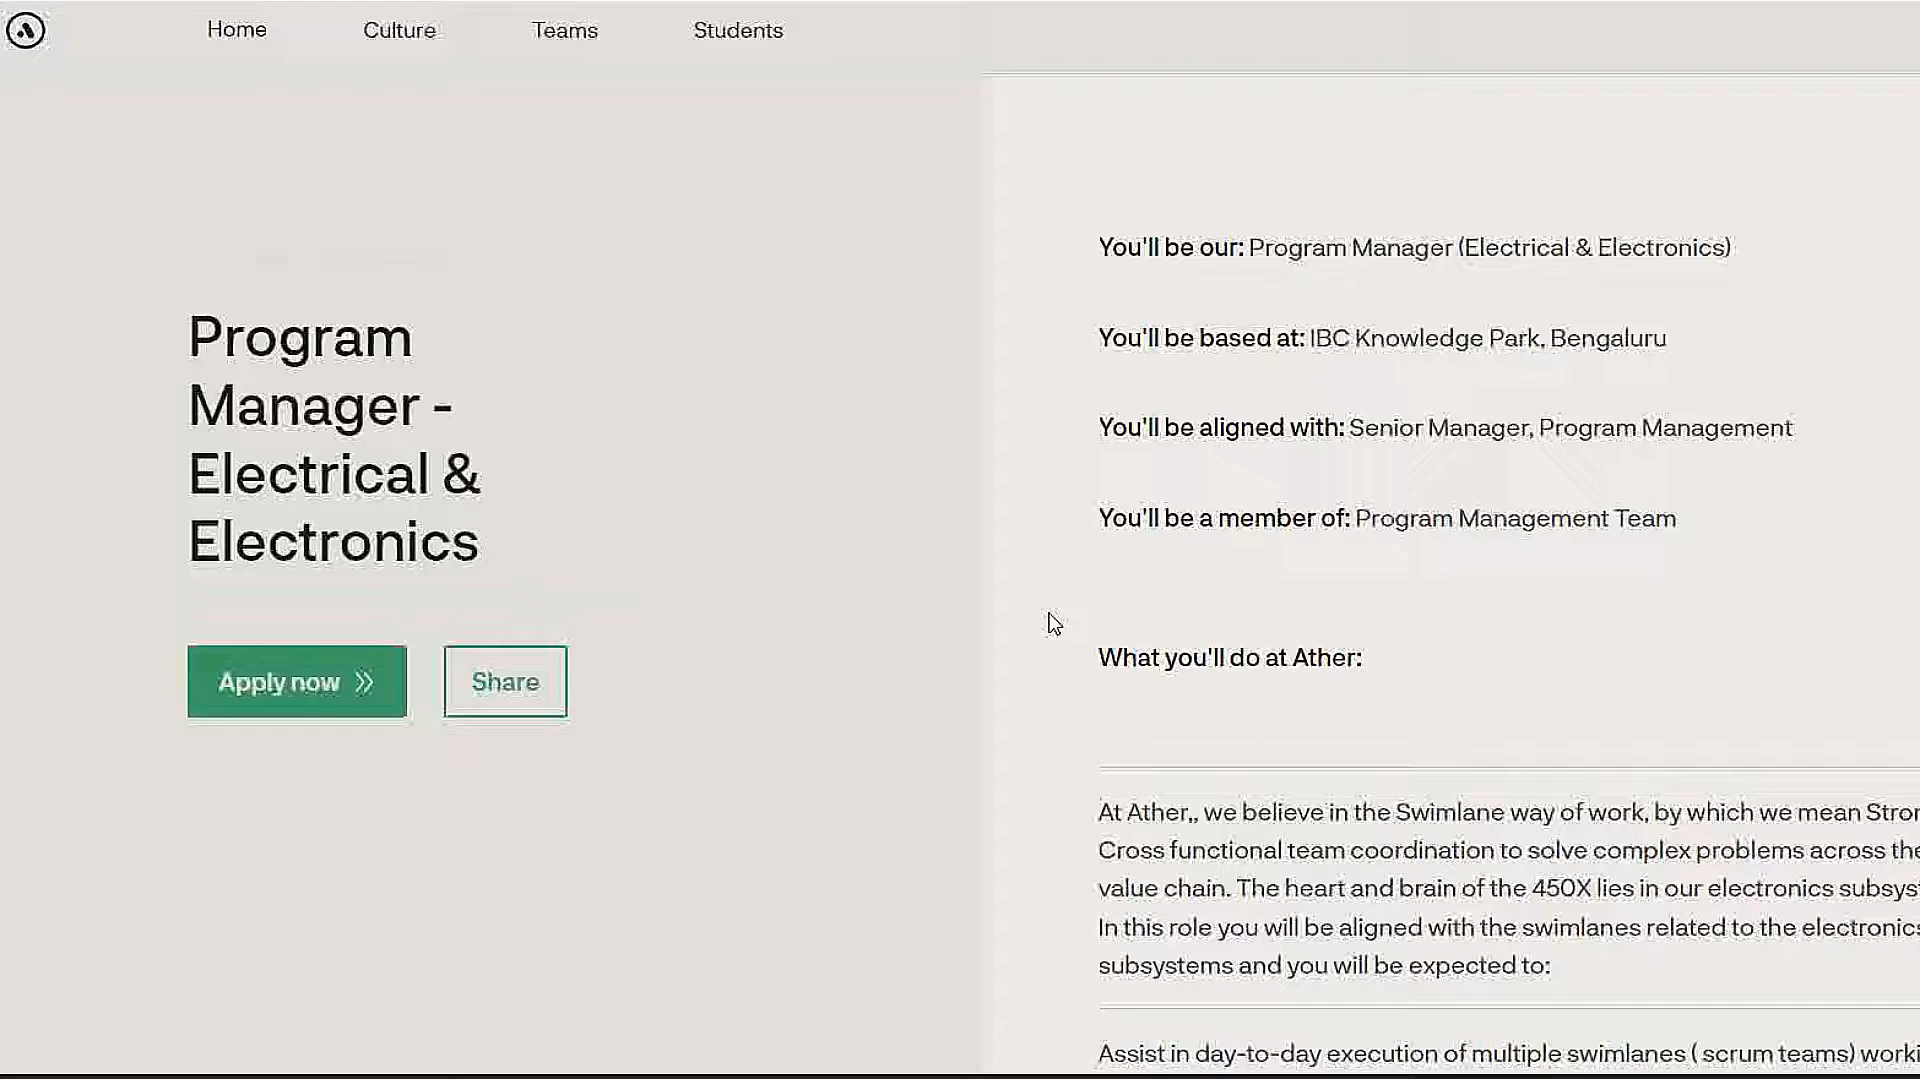 Home Culture Teams Students
Program
Manager -
Electrical &
Electronics
Apply now
Share
You'll be our: Program Manager (Electrical & Electronics)
You'll be based at: IBC Knowledge Park, Bengaluru
You'll be aligned with: Senior Manager, Program Management
You'll be a member of: Program Management Team
What you'll do at Ather:
At Ather,, we believe in the Swimlane way of work, by which we mean
Cross functional team coordination to solve complex problems across
value chain. The heart and brain of the 450X lies in our electronics
In this role you will be aligned with the swimlanes related to the
subsystems and you will be expected to:
Assist in day-to-day execution of multiple swimlanes ( scrum teams)